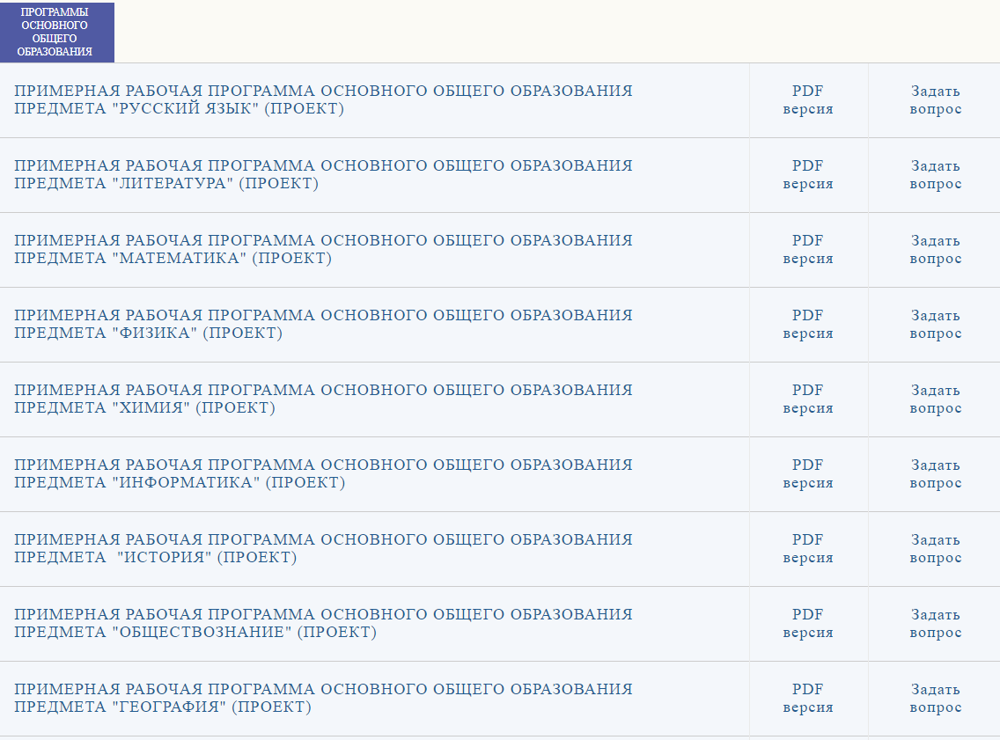 ПРОГРАММЫ
ОСНОВНОГО
ОБЩЕГО
ОБРАЗОВАНИЯ
ПРИМЕРНАЯ РАБОЧАЯ ПРОГРАММА ОСНОВНОГО ОБЩЕГО ОБРАЗОВАНИЯ
ПРЕДМЕТА "РУССКИЙ ЯЗЫК" (ПРОЕКТ)
PDF
версия
Задать
вопрос
ПРИМЕРНАЯ РАБОЧАЯ ПРОГРАММА ОСНОВНОГО ОБЩЕГО ОБРАЗОВАНИЯ
ПРЕДМЕТА "ЛИТЕРАТУРА" (ПРОЕКТ)
PDF
версия
Задать
вопрос
ПРИМЕРНАЯ РАБОЧАЯ ПРОГРАММА ОСНОВНОГО ОБЩЕГО ОБРАЗОВАНИЯ
ПРЕДМЕТА "МАТЕМАТИКА" (ПРОЕКТ)
PDF
версия
Задать
вопрос
ПРИМЕРНАЯ РАБОЧАЯ ПРОГРАММА ОСНОВНОГО ОБЩЕГО ОБРАЗОВАНИЯ
ПРЕДМЕТА "ФИЗИКА" (ПРОЕКТ)
PDF
версия
Задать
вопрос
ПРИМЕРНАЯ РАБОЧАЯ ПРОГРАММА ОСНОВНОГО ОБЩЕГО ОБРАЗОВАНИЯ
ПРЕДМЕТА "ХИМИЯ" (ПРОЕКТ)
PDF
версия
Задать
вопрос
ПРИМЕРНАЯ РАБОЧАЯ ПРОГРАММА ОСНОВНОГО ОБЩЕГО ОБРАЗОВАНИЯ
ПРЕДМЕТА "ИНФОРМАТИКА" (ПРОЕКТ)
PDF
версия
Задать
вопрос
ПРИМЕРНАЯ РАБОЧАЯ ПРОГРАММА ОСНОВНОГО ОБЩЕГО ОБРАЗОВАНИЯ
ПРЕДМЕТА "ИСТОРИЯ" (ПРОЕКТ)
PDF
версия
Задать
вопрос
ПРИМЕРНАЯ РАБОЧАЯ ПРОГРАММА ОСНОВНОГО ОБЩЕГО ОБРАЗОВАНИЯ
ПРЕДМЕТА "ОБЩЕСТВОЗНАНИЕ" (ПРОЕКТ)
PDF
версия
Задать
вопрос
ПРИМЕРНАЯ РАБОЧАЯ ПРОГРАММА ОСНОВНОГО ОБЩЕГО ОБРАЗОВАНИЯ
ПРЕДМЕТА "ГЕОГРАФИЯ" (ПРОЕКТ)
PDF
версия
Задать
вопрос